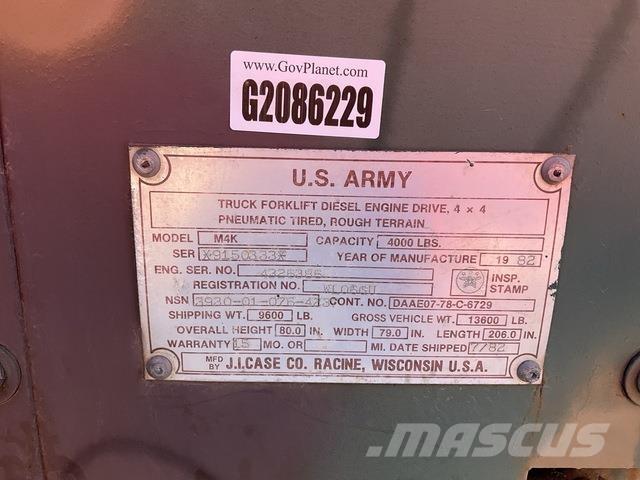 www.GovPlanet.com
G2086229
U.S. ARMY
TRUCK FORKLIFT DIESEL ENGINE DRIVE, 4 × 4
PNEUMATIC TIRED, ROUGH TERRAIN
MODEL M4K CAPACITY 4000 LBS.
SER *9150333* YEAR OF MANUFACTURE 1982
ENG. SER. NO.
REGISTRATION NO. INSP. STAMP
NSN CONT. NO. DAAE07-78-C-6729
SHIPPING WT. 9600 LB. GROSS VEHICLE WT. 13600 LB.
OVERALL HEIGHT 80.0 IN. WIDTH 79.0 IN. LENGTH 206.0 IN.
WARRANTY 15 MO. OR MI. DATE SHIPPED 7/82
MFD BY J.I.CASE CO. RACINE, WISCONSIN U.S.A.
MASCUS